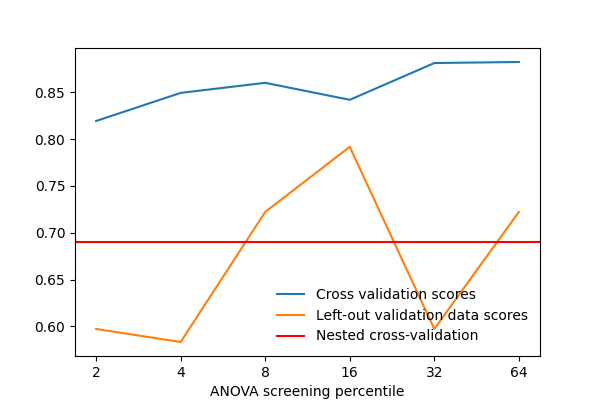 0.85
0.80
0.75
0.70
0.65
0.60
Cross validation scores
Left-out validation data scores
Nested cross-validation
2 4 8 16 32 64
ANOVA screening percentile